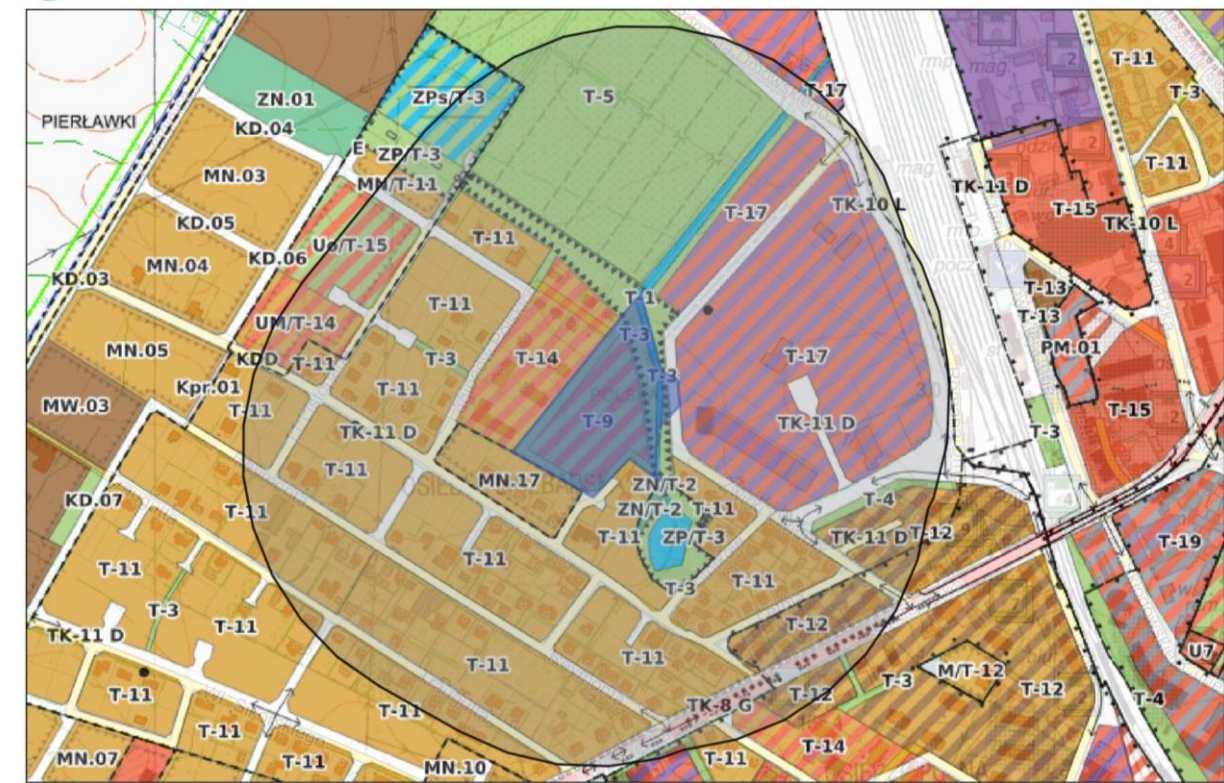 T-11
T-3
T-17
mag
T-5
ZPs/T-3
ZN.01
PIERŁAWKI
KD.04
E
ZP/T-3
MN/T-11
T-11
MN.03
mag
TK-11 D
T-15
TK-10 L
T-17
TK-10 L
KD.05
Uo/T-15
T-11
KD.06
MN.04
KD.03
T-13
T-1
T-11
T-13
UM/T-14
T-3
PM.01
MN.05
KDD
T-11
T-3
T-14
T-17
T-3
Kpr.01
T-11
MW.03
T-11
T-15
T-9
TK-11 D
TK-11 D
T-3
T-11
MN.17
ZN/T-2
KD.07
T-4
T-11
ZN/T-2
T-11
T-11
ZP/T-3
TK-11 D
T-12
T-19
T-11
T-11
T-11
T-3
T-3
T-11
T-12
TK-11 D
U7
T-11
T-11
T-3
M/T-12
T-12
T-11
T-12
T-4
TK-8 G
T-11
T-11
T-14
MN.07
T-11
MN.10
T-11